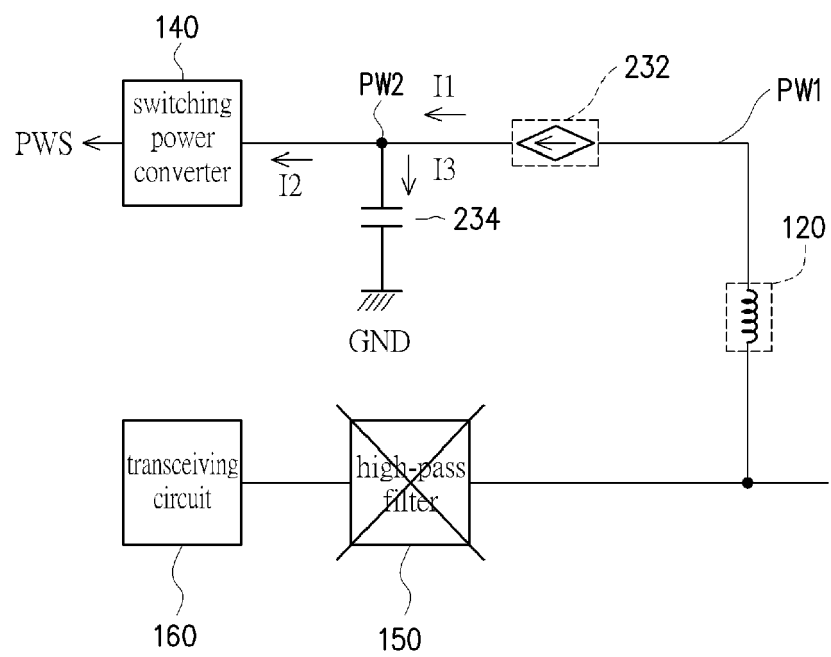 140
232
PW1
I1
PW2
switching
power
converter
PWS
I2
I3
234
120
GND
transceiving
circuit
high-pass
filter
160
150